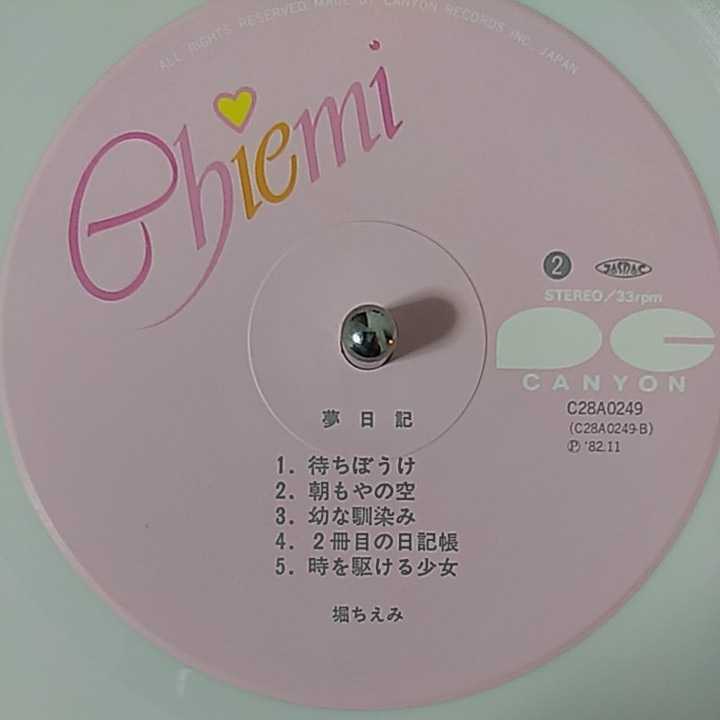 ALL RIGHTS RESERVED MADE BY CANYON RECORDS INC. JAPAN
Chiemi
2 JASRAC
STEREO/33rpm
PC
CANYON
C28A0249
(C28A0249-B)
Ⓟ '82.11
夢日記
1. 待ちぼうけ
2. 朝もやの空
3. 幼な馴染み
4. 2冊目の日記帳
5. 時を駆ける少女
堀ちえみ